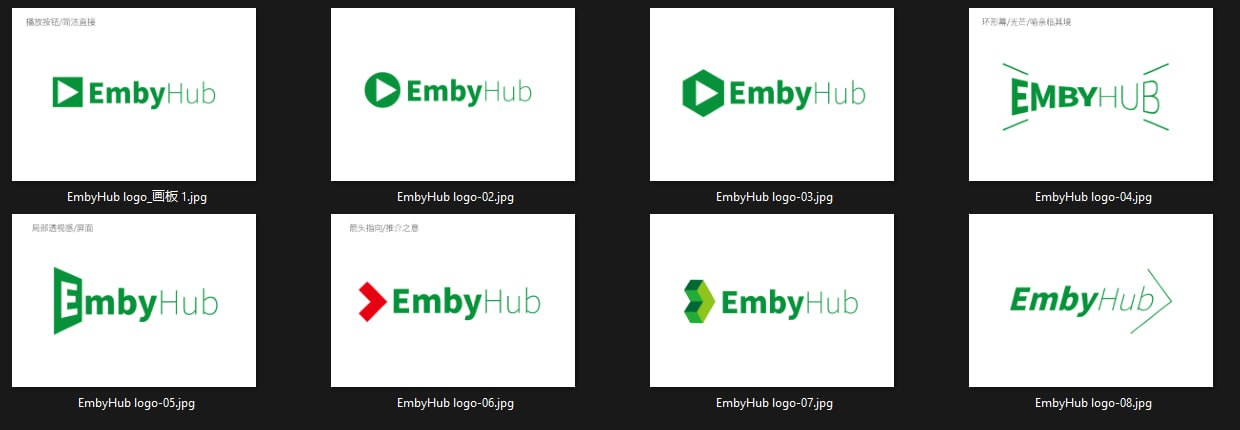 播放按钮/简洁直接
EmbyHub
EmbyHub logo_画板 1.jpg
EmbyHub
EmbyHub logo-02.jpg
EmbyHub
EmbyHub logo-03.jpg
环形幕/光芒/喻亲临其境
EMBYHUB
EmbyHub logo-04.jpg
局部透视感/屏面
EmbyHub
EmbyHub logo-05.jpg
箭头指向/推介之意
EmbyHub
EmbyHub logo-06.jpg
EmbyHub
EmbyHub logo-07.jpg
EmbyHub
EmbyHub logo-08.jpg